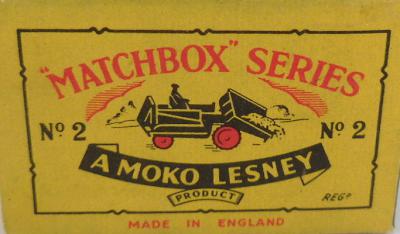 "MATCHBOX" SERIES
Nº 2
Nº 2
A MOKO LESNEY
PRODUCT
REGD
MADE IN ENGLAND